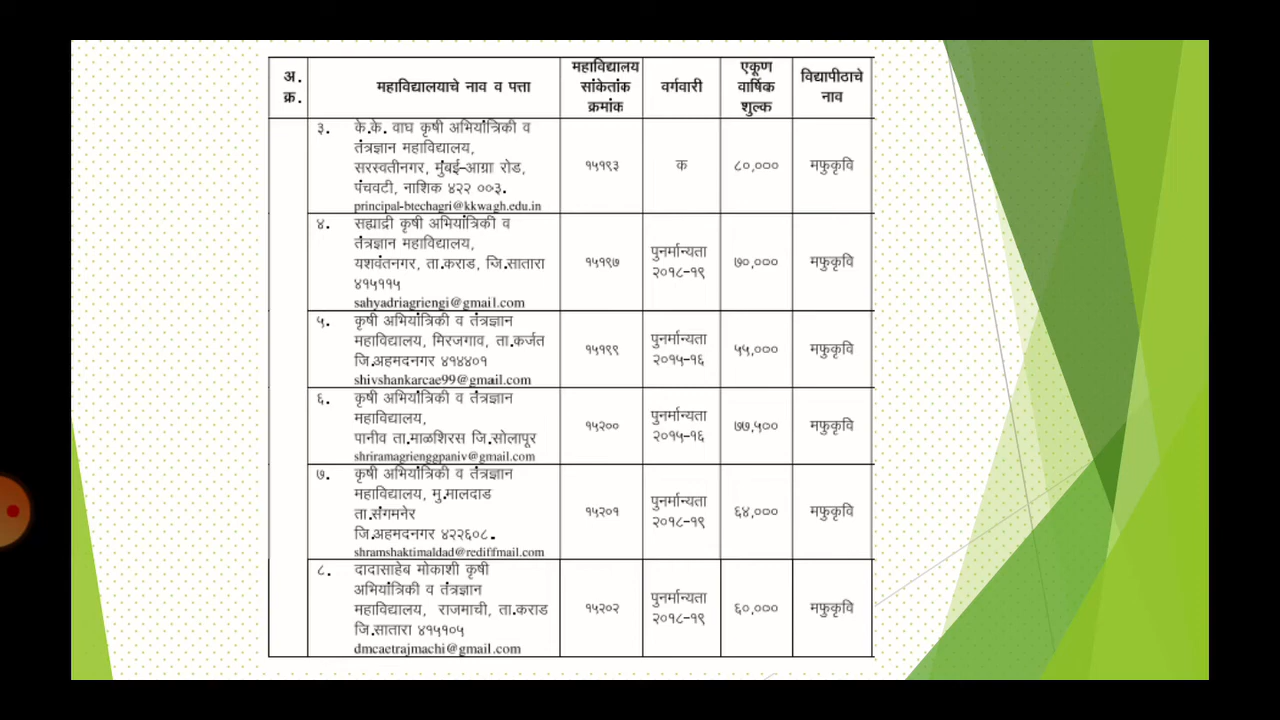 अ.
क्र.
महाविद्यालयाचे नाव व पत्ता
महाविद्यालय
सांकेतांक
क्रमांक
वर्गवारी
एकूण
वार्षिक
शुल्क
विद्यापीठाचे
नाव
३. के.के. वाघ कृषी अभियांत्रिकी व
तंत्रज्ञान महाविद्यालय,
सरस्वतीनगर, मुंबई-आग्रा रोड,
पंचवटी, नाशिक ४२२ ००३.
principal-btechagri@kkwagh.edu.in
१५१९३
क
८०,०००
मफुकृवि
४. सह्याद्री कृषी अभियांत्रिकी व
तंत्रज्ञान महाविद्यालय,
यशवंतनगर, ता.कराड, जि.सातारा
४१५११५
sahyadriagriengi@gmail.com
१५१९७
पुनर्मान्यता
२०१८-१९
७०,०००
मफुकृवि
५. कृषी अभियांत्रिकी व तंत्रज्ञान
महाविद्यालय, मिरजगाव, ता.कर्जत
जि.अहमदनगर ४१४४०१
shivshankarcae99@gmail.com
१५१९९
पुनर्मान्यता
२०१५-१६
५५,०००
मफुकृवि
६. कृषी अभियांत्रिकी व तंत्रज्ञान
महाविद्यालय,
पानीव ता.माळशिरस जि.सोलापूर
shriramagrienggpaniv@gmail.com
१५२००
पुनर्मान्यता
२०१५-१६
७७,५००
मफुकृवि
७. कृषी अभियांत्रिकी व तंत्रज्ञान
महाविद्यालय, मु.मालदाड
ता.संगमनेर
जि.अहमदनगर ४२२६०८.
shramshaktimaldad@rediffmail.com
१५२०१
पुनर्मान्यता
२०१८-१९
६४,०००
मफुकृवि
८. दादासाहेब मोकाशी कृषी
अभियांत्रिकी व तंत्रज्ञान
महाविद्यालय, राजमाची, ता.कराड
जि.सातारा ४१५१०५
dmcaetrajmachi@gmail.com
१५२०२
पुनर्मान्यता
२०१८-१९
६०,०००
मफुकृवि